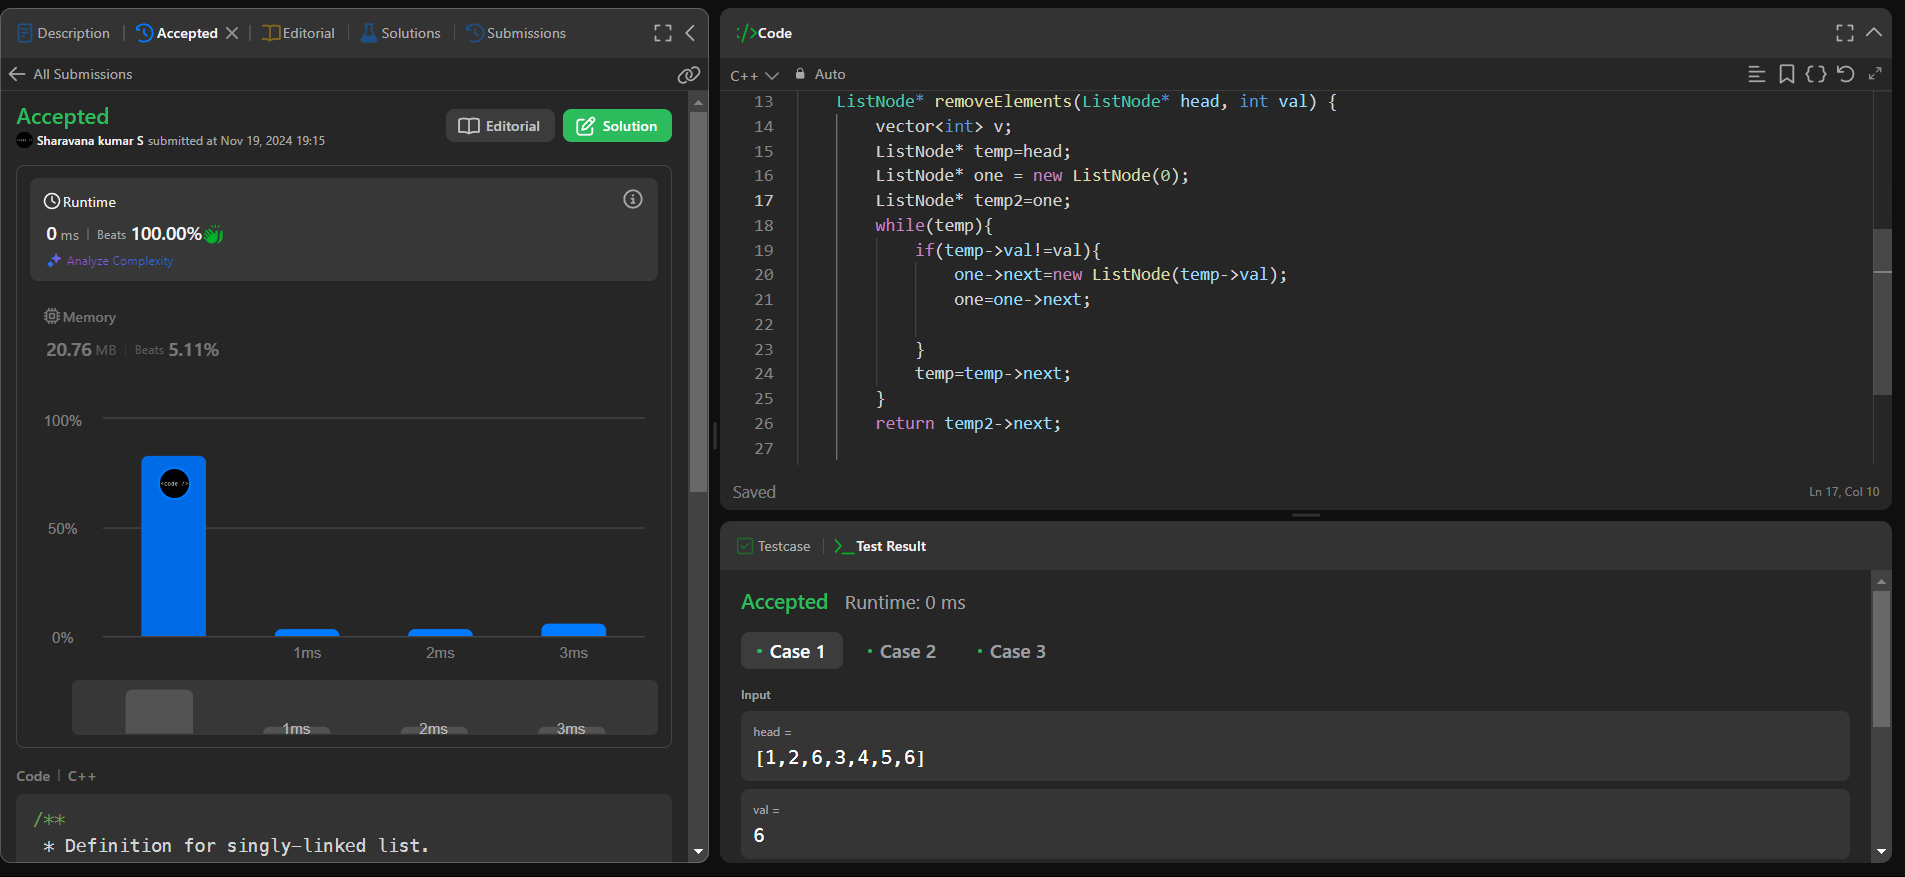 Description
Accepted
Editorial
Solutions
Submissions
All Submissions
Accepted
Sharavana kumar S submitted at Nov 19, 2024 19:15
Editorial
Solution
Runtime
0 ms Beats 100.00%
Analyze Complexity
Memory
20.76 MB Beats 5.11%
100%
50%
0%
<code />
1ms 2ms 3ms
1ms 2ms 3ms
Code C++
/**
* Definition for singly-linked list.
</>Code
C++ Auto
13 ListNode* removeElements(ListNode* head, int val) {
14 vector<int> v;
15 ListNode* temp=head;
16 ListNode* one = new ListNode(0);
17 ListNode* temp2=one;
18 while(temp){
19 if(temp->val!=val){
20 one->next=new ListNode(temp->val);
21 one=one->next;
22
23 }
24 temp=temp->next;
25 }
26 return temp2->next;
27
Saved
Ln 17, Col 10
Testcase
>_Test Result
Accepted Runtime: 0 ms
• Case 1 • Case 2 • Case 3
Input
head =
[1,2,6,3,4,5,6]
val =
6